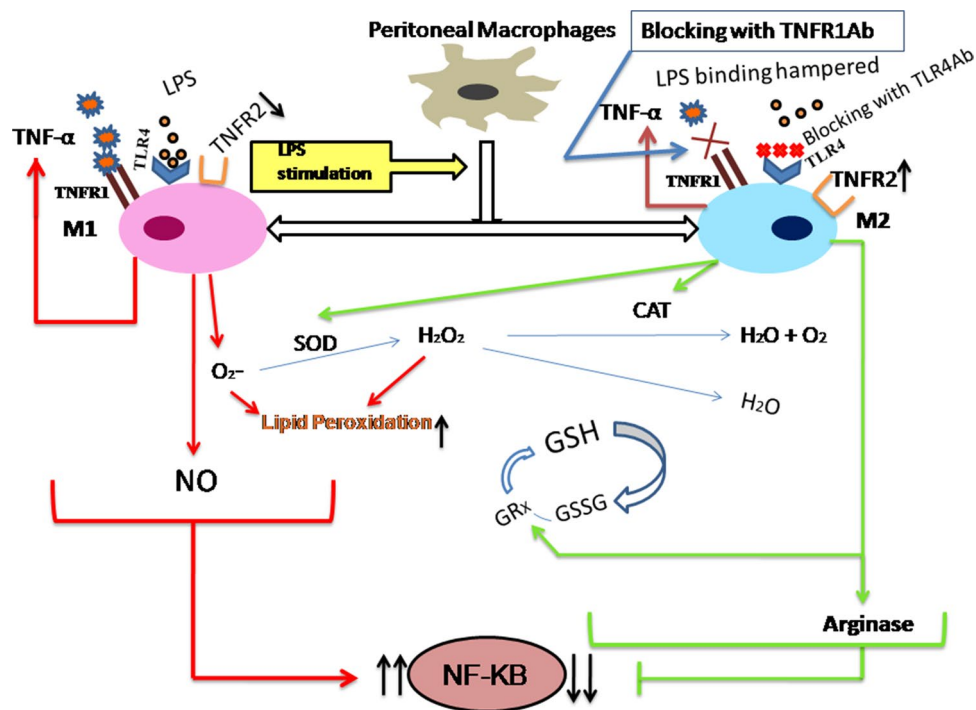 Peritoneal Macrophages
Blocking with TNFR1Ab
LPS
TNFR2
TNF-α
TLR4
TNFR1
M1
LPS
stimulation
LPS binding hampered
TNF-α
Blocking with TLR4Ab
TLR4
TNFR1
TNFR2
M2
CAT
SOD
H₂O₂
H₂O + O₂
O₂−
H₂O
Lipid Peroxidation
NO
GSH
GRx
GSSG
Arginase
NF-KB